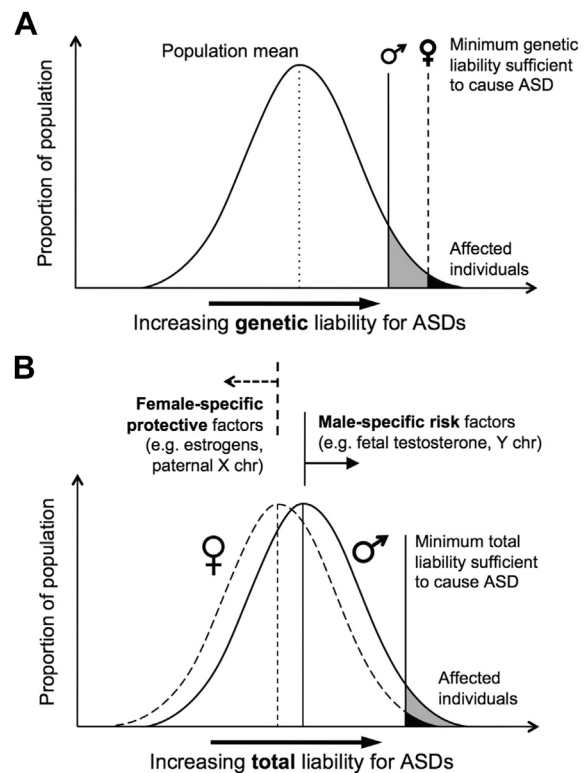 A
Population mean
♂ ♀
Minimum genetic
liability sufficient
to cause ASD
Proportion of population
Affected
individuals
Increasing genetic liability for ASDs
B
Female-specific
protective factors
(e.g. estrogens,
paternal X chr)
Male-specific risk factors
(e.g. fetal testosterone, Y chr)
♀ ♂
Minimum total
liability sufficient
to cause ASD
Proportion of population
Affected
individuals
Increasing total liability for ASDs